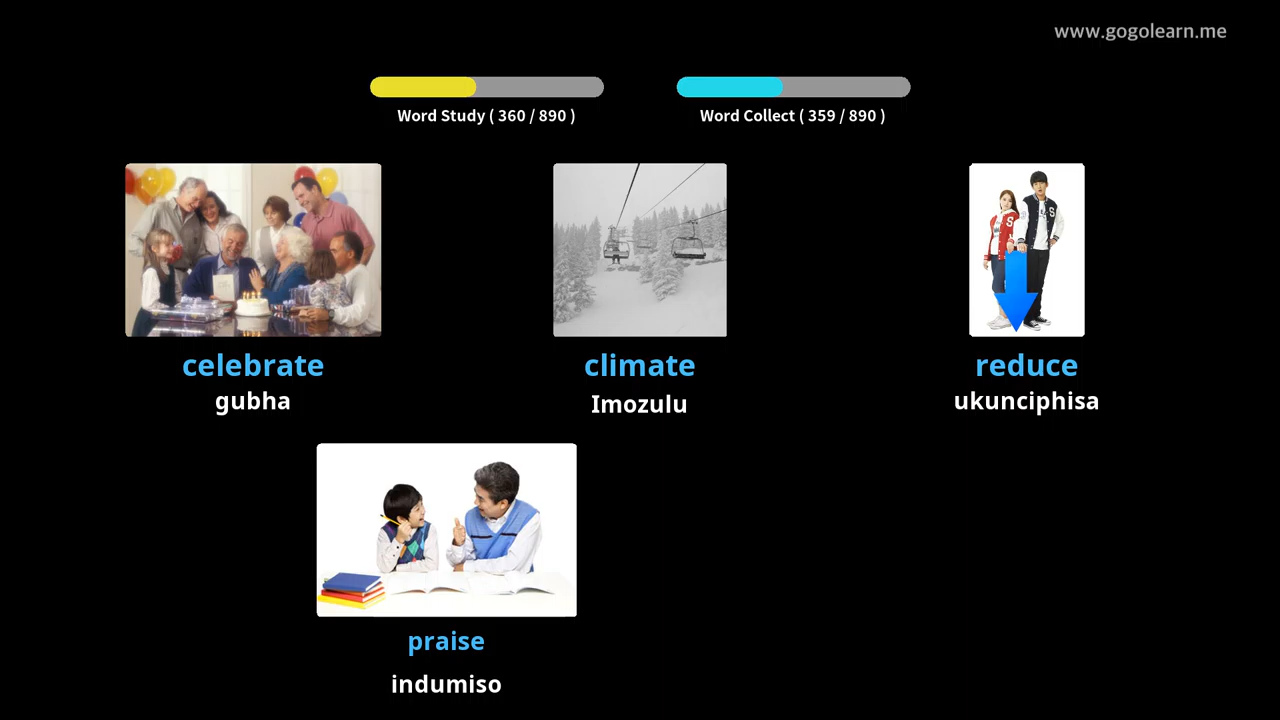 www.gogolearn.me
Word Study ( 360 / 890 )
Word Collect ( 359 / 890 )
celebrate
gubha
climate
Imozulu
reduce
ukunciphisa
praise
indumiso